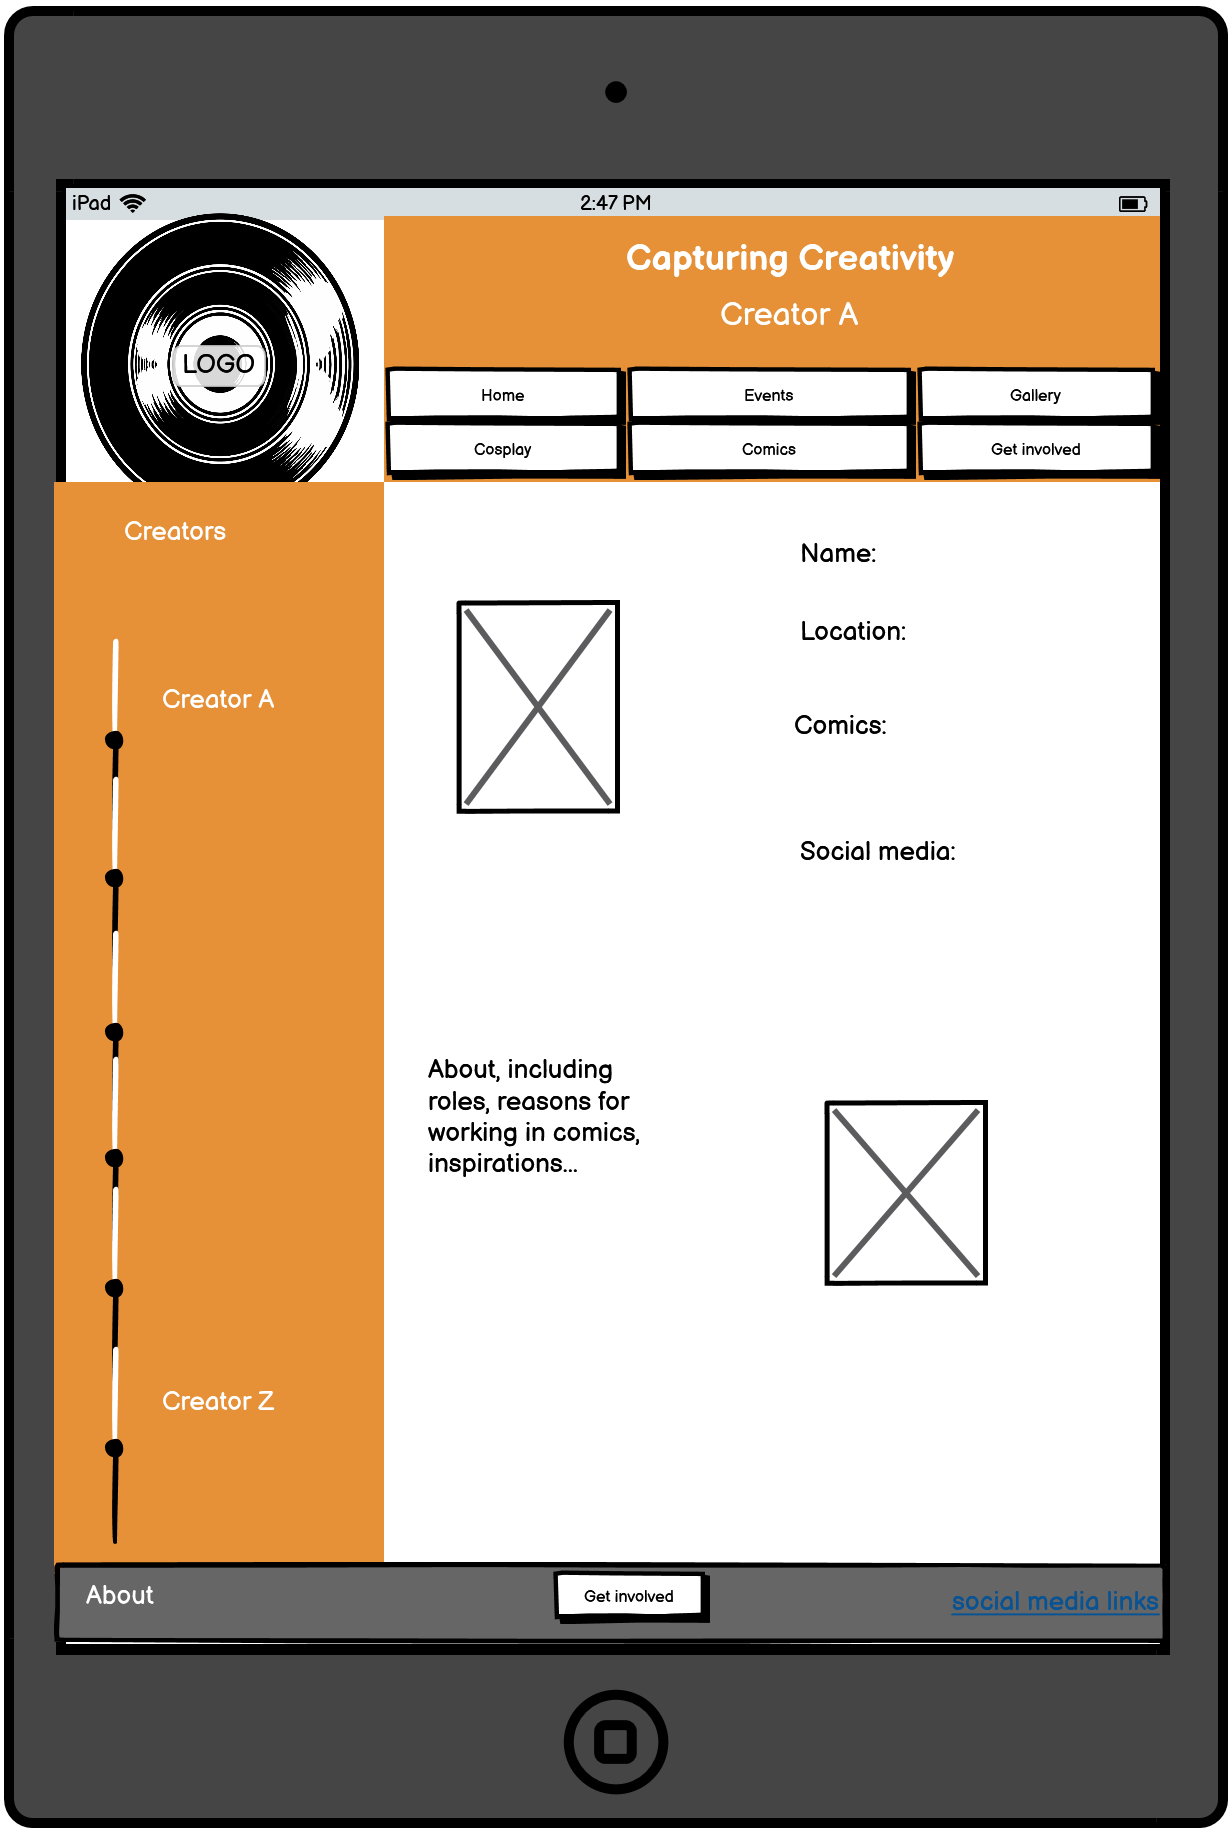 iPad
2:47 PM
LOGO
Capturing Creativity
Creator A
Home
Events
Gallery
Cosplay
Comics
Get involved
Creators
Creator A
Creator Z
Name:
Location:
Comics:
Social media:
About, including
roles, reasons for
working in comics,
inspirations...
About
Get involved
social media links